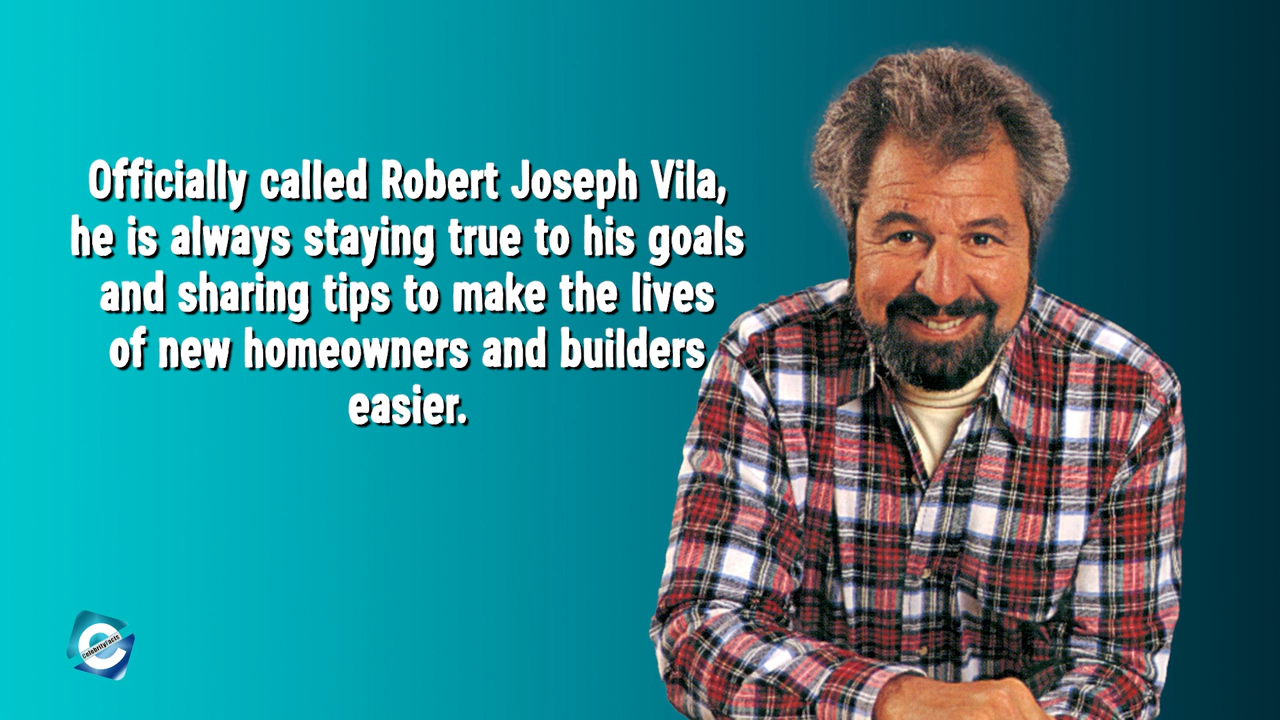 Officially called Robert Joseph Vila,
he is always staying true to his goals
and sharing tips to make the lives
of new homeowners and builders
easier.
CelebrityFacts